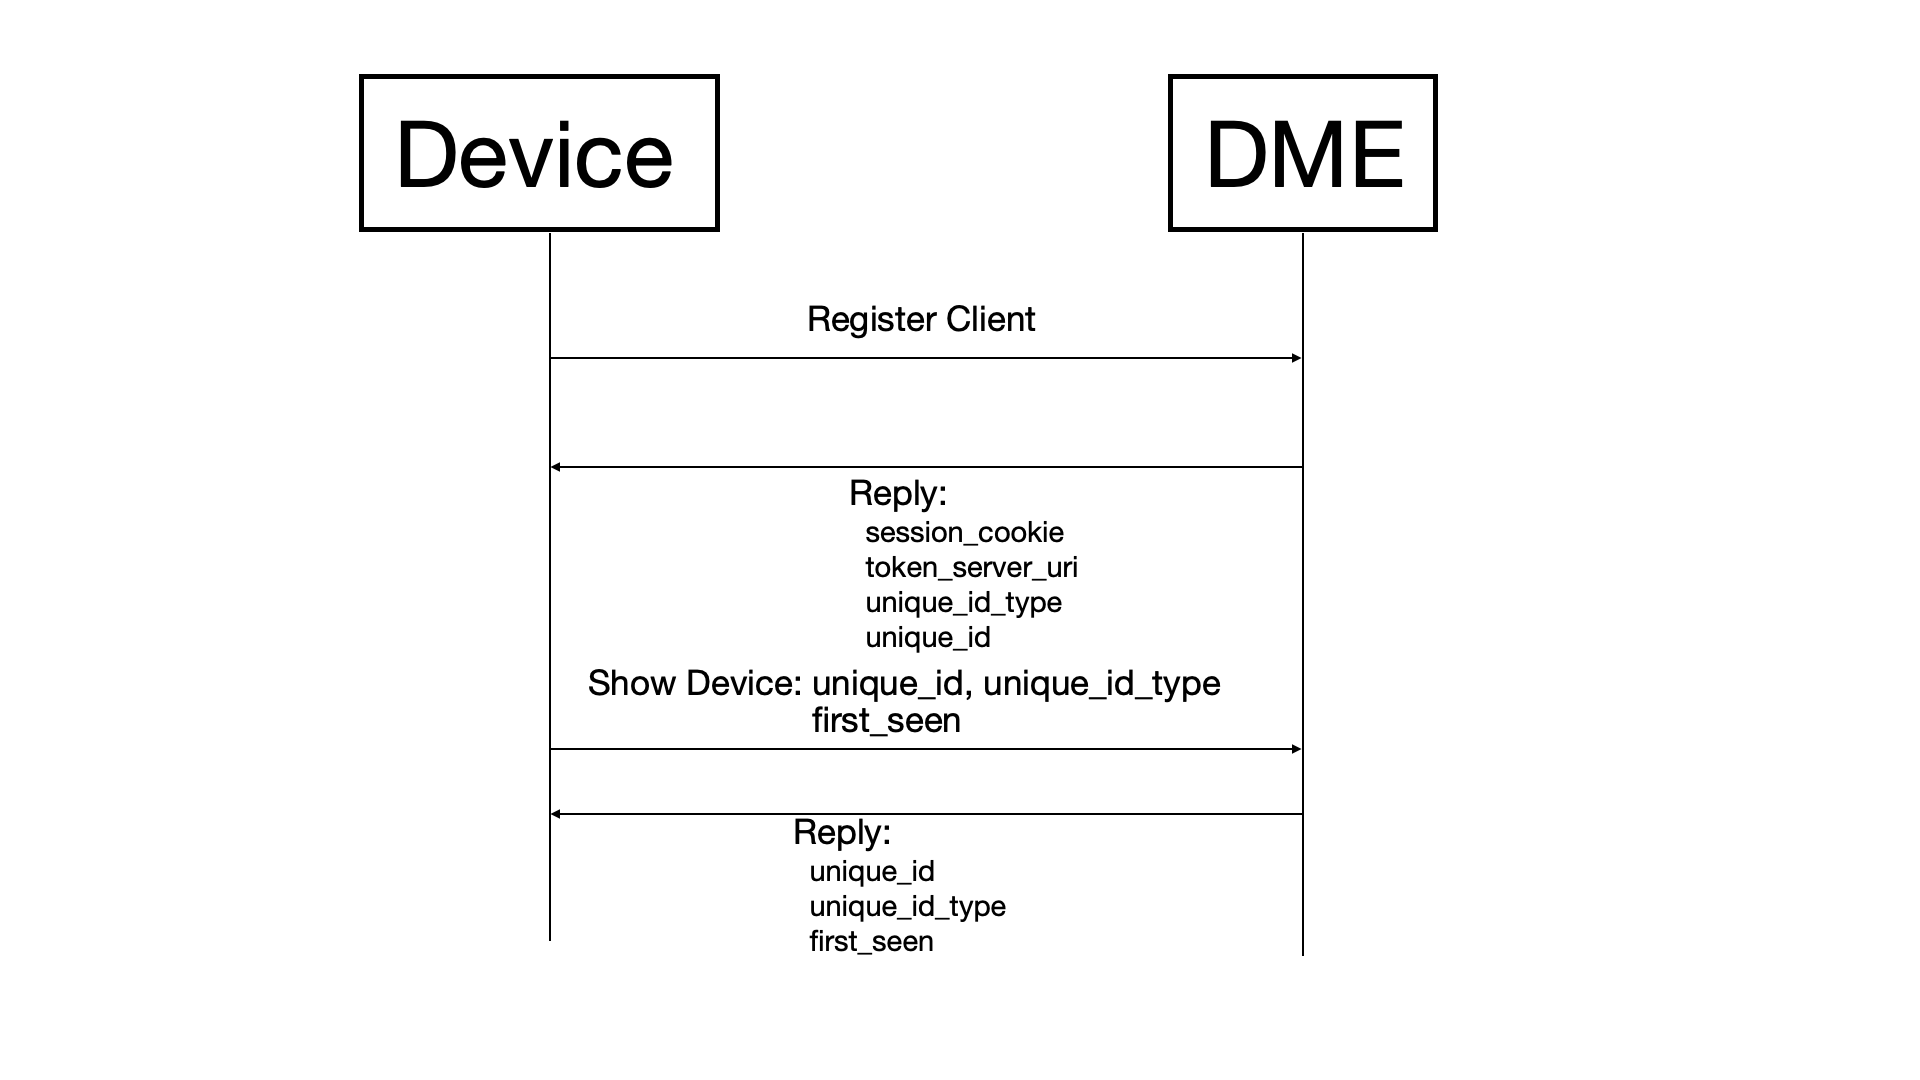 Device
DME
Register Client
Reply:
session_cookie
token_server_uri
unique_id_type
unique_id
Show Device: unique_id, unique_id_type
first_seen
Reply:
unique_id
unique_id_type
first_seen